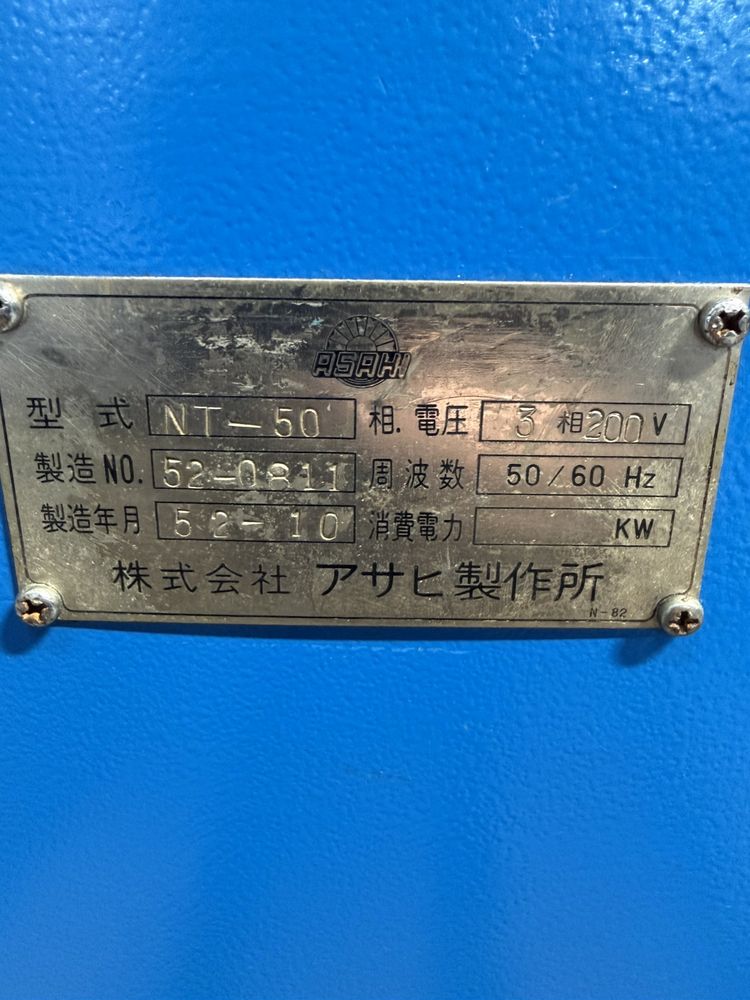 ASAHI
型式 NT-50 相.電圧 3相200V
製造NO. 52-0811 周波数 50/60 Hz
製造年月 52-10 消費電力 KW
株式会社 アサヒ製作所
N-82